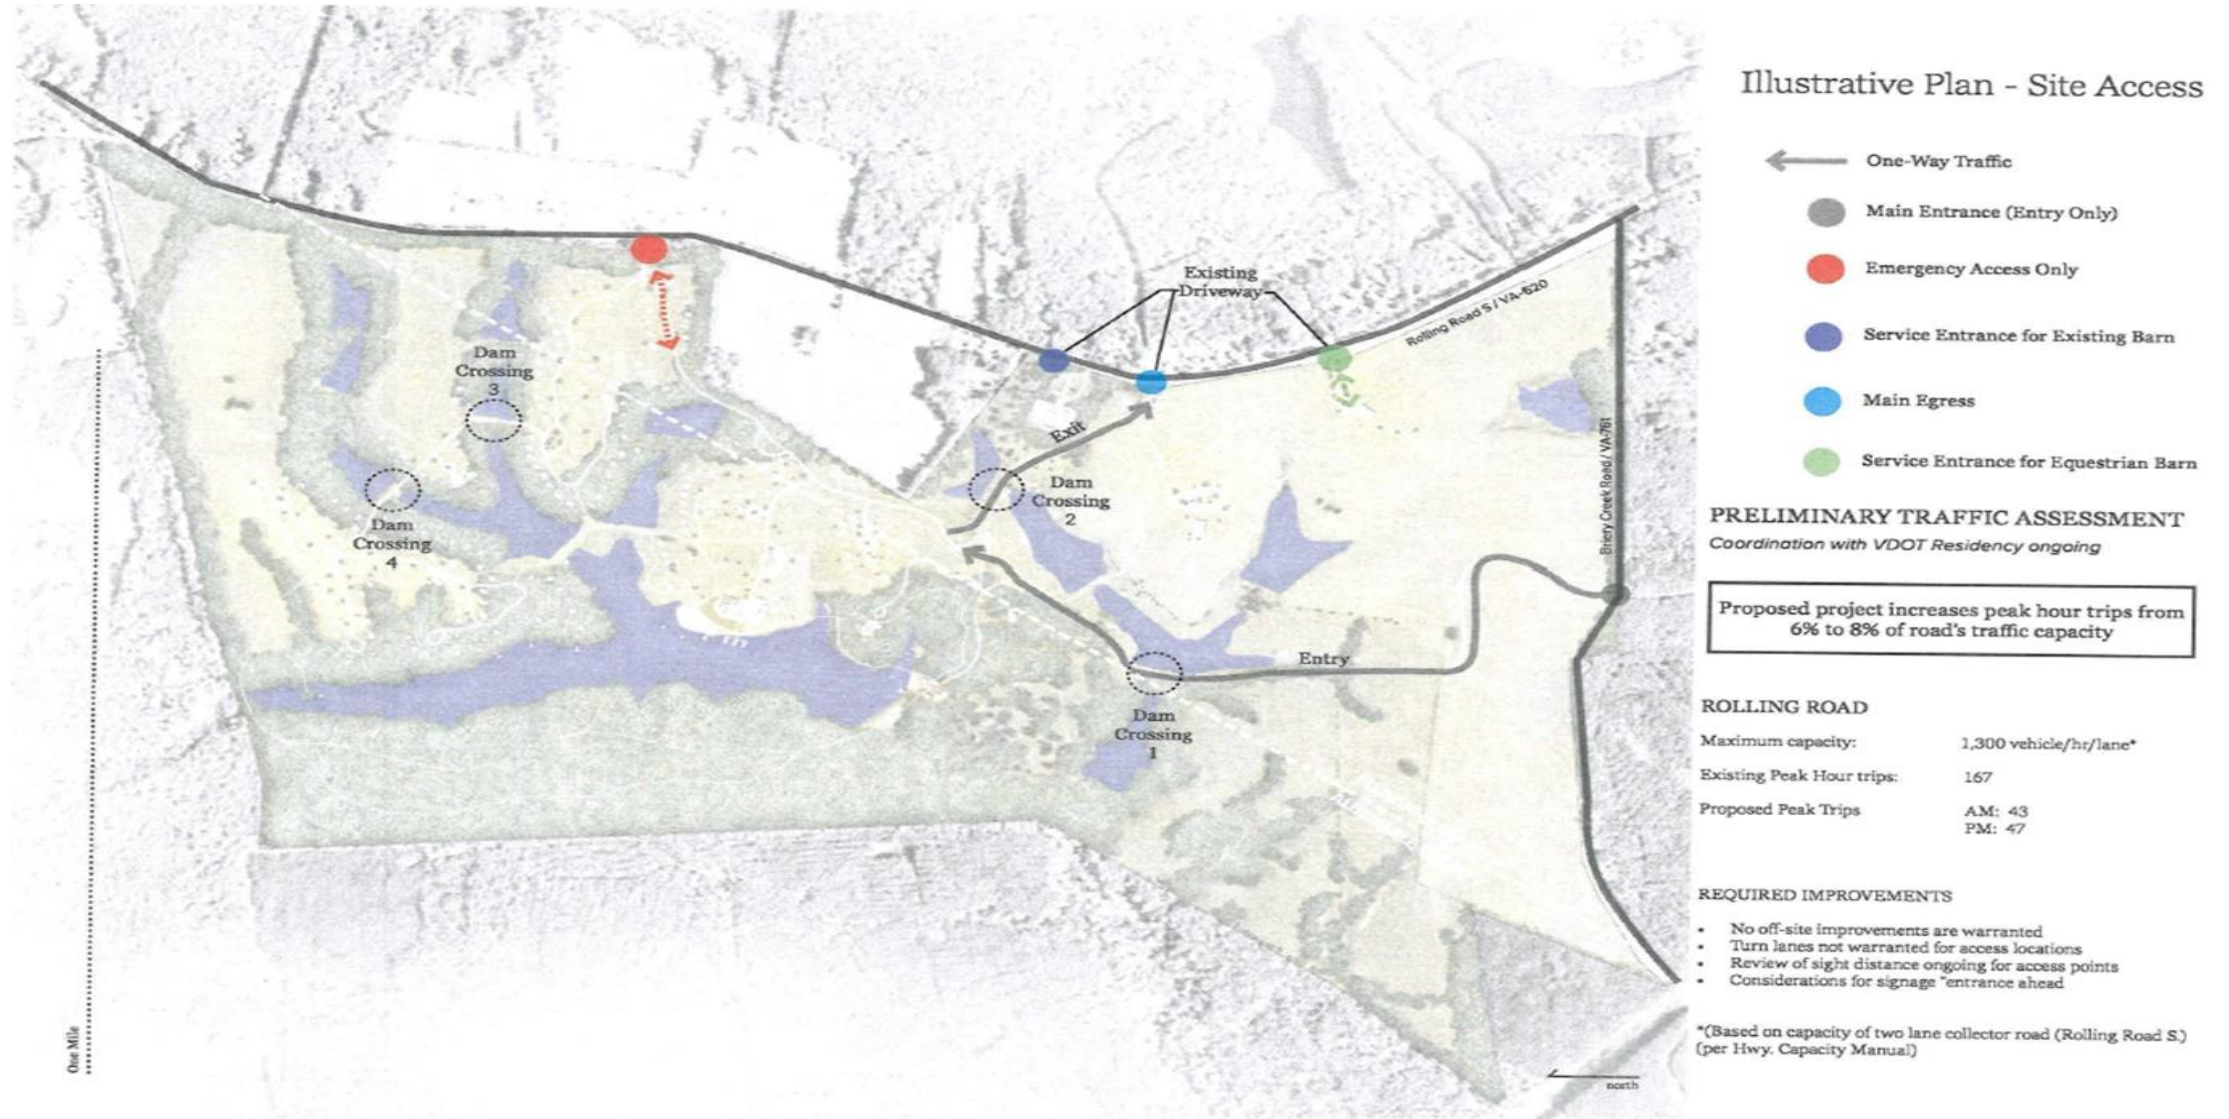 Illustrative Plan - Site Access
One-Way Traffic
Main Entrance (Entry Only)
Emergency Access Only
Service Entrance for Existing Barn
Main Egress
Service Entrance for Equestrian Barn
PRELIMINARY TRAFFIC ASSESSMENT
Coordination with VDOT Residency ongoing
Proposed project increases peak hour trips from
6% to 8% of road's traffic capacity
ROLLING ROAD
Maximum capacity: 1,300 vehicle/hr/lane*
Existing Peak Hour trips: 167
Proposed Peak Trips AM: 43
PM: 47
REQUIRED IMPROVEMENTS
• No off-site improvements are warranted
• Turn lanes not warranted for access locations
• Review of sight distance ongoing for access points
• Considerations for signage "entrance ahead
*(Based on capacity of two lane collector road (Rolling Road S.)
(per Hwy. Capacity Manual)
Existing
Driveway
Rolling Road S / VA-620
Briery Creek Road / VA-761
Dam
Crossing
3
Dam
Crossing
4
Exit
Dam
Crossing
2
Entry
Dam
Crossing
1
One Mile
north